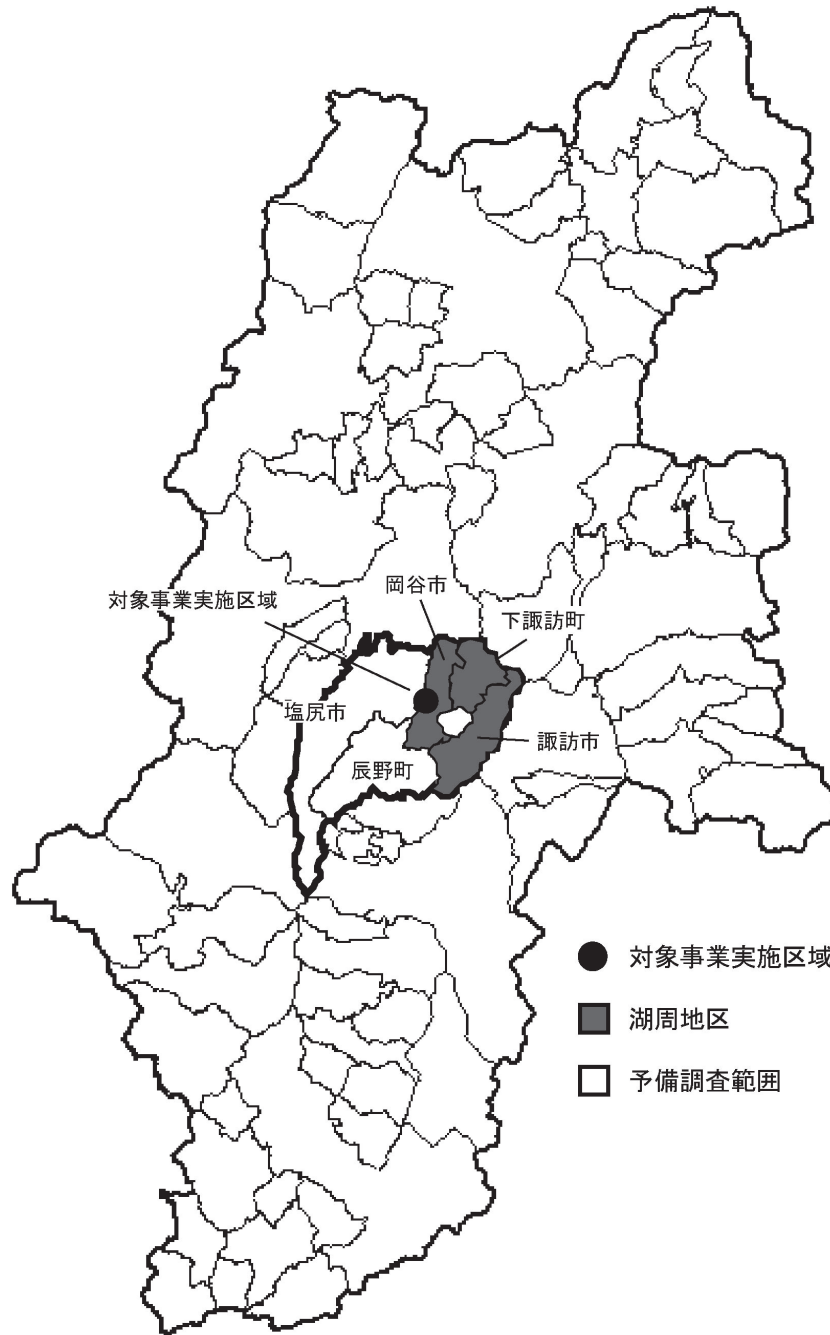 岡谷市
対象事業実施区域
下諏訪町
塩尻市
諏訪市
辰野町
対象事業実施区域
湖周地区
予備調査範囲